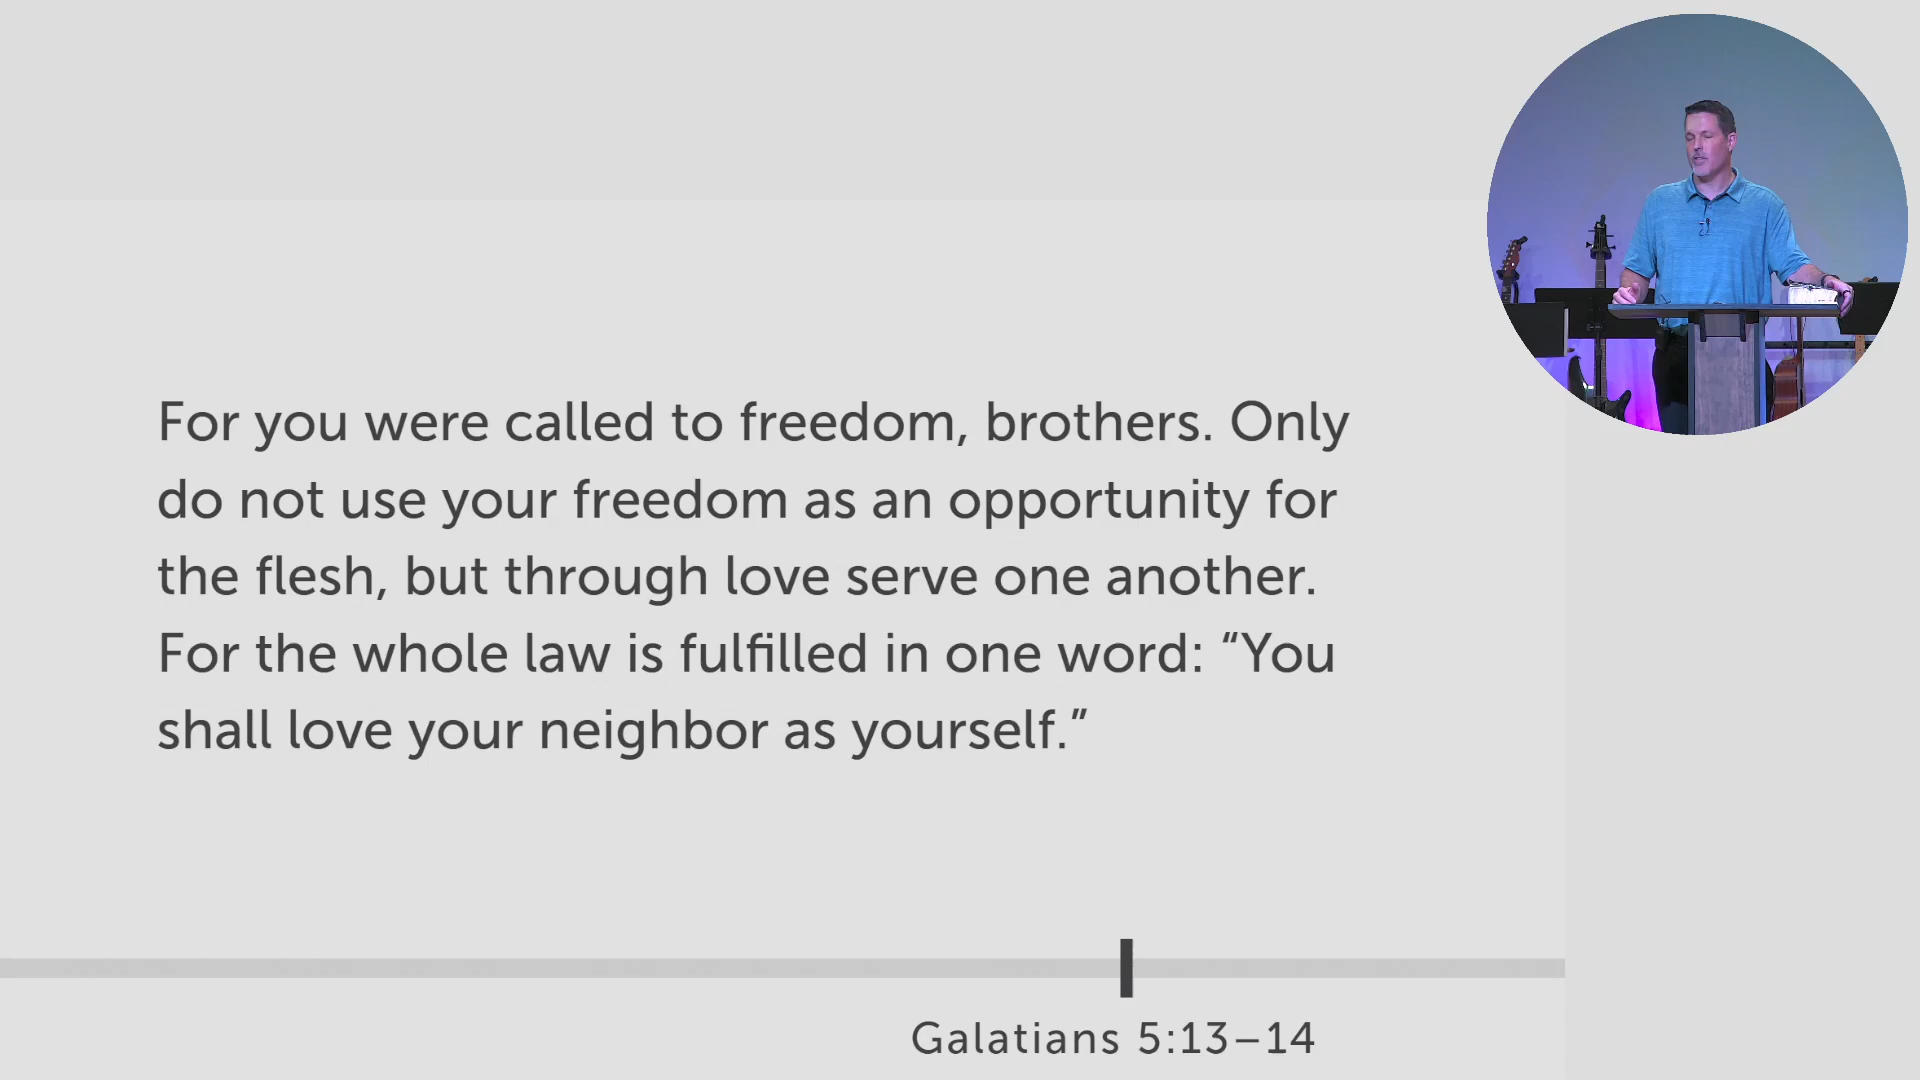 For you were called to freedom, brothers. Only
do not use your freedom as an opportunity for
the flesh, but through love serve one another.
For the whole law is fulfilled in one word: “You
shall love your neighbor as yourself.”
Galatians 5:13–14